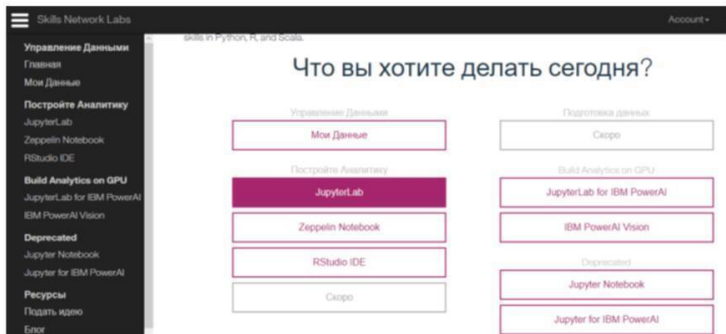 Skills Network Labs
Account
Управление Данными
Главная
Мои Данные
Постройте Аналитику
JupyterLab
Zeppelin Notebook
RStudio IDE
Build Analytics on GPU
JupyterLab for IBM PowerAI
IBM PowerAI Vision
Deprecated
Jupyter Notebook
Jupyter for IBM PowerAI
Ресурсы
Подать идею
Блог
skills in Python, R, and Scala.
Что вы хотите делать сегодня?
Управление Данными
Мои Данные
Постройте Аналитику
JupyterLab
Zeppelin Notebook
RStudio IDE
Скоро
Подготовка данных
Скоро
Build Analytics on GPU
JupyterLab for IBM PowerAI
IBM PowerAI Vision
Deprecated
Jupyter Notebook
Jupyter for IBM PowerAI